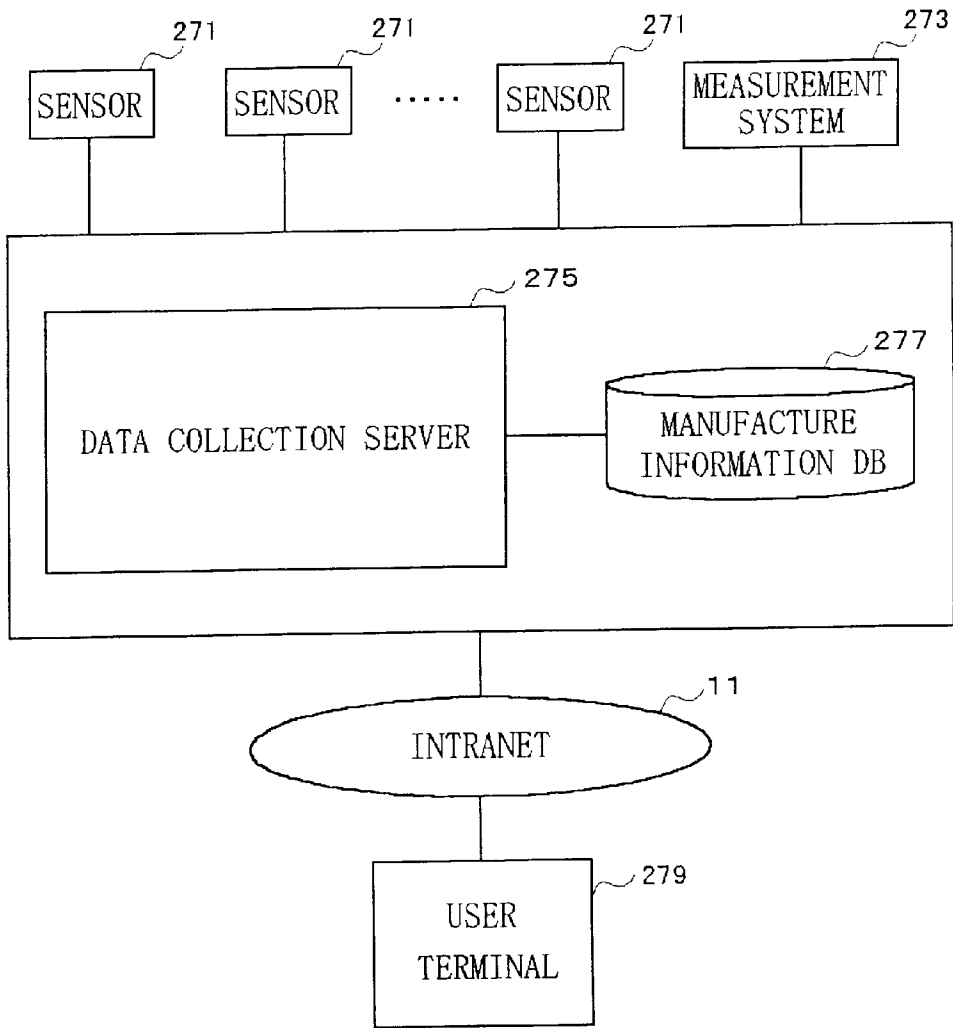 271
271
271
273
SENSOR
SENSOR
.....
SENSOR
MEASUREMENT
SYSTEM
275
277
DATA COLLECTION SERVER
MANUFACTURE
INFORMATION DB
11
INTRANET
279
USER
TERMINAL